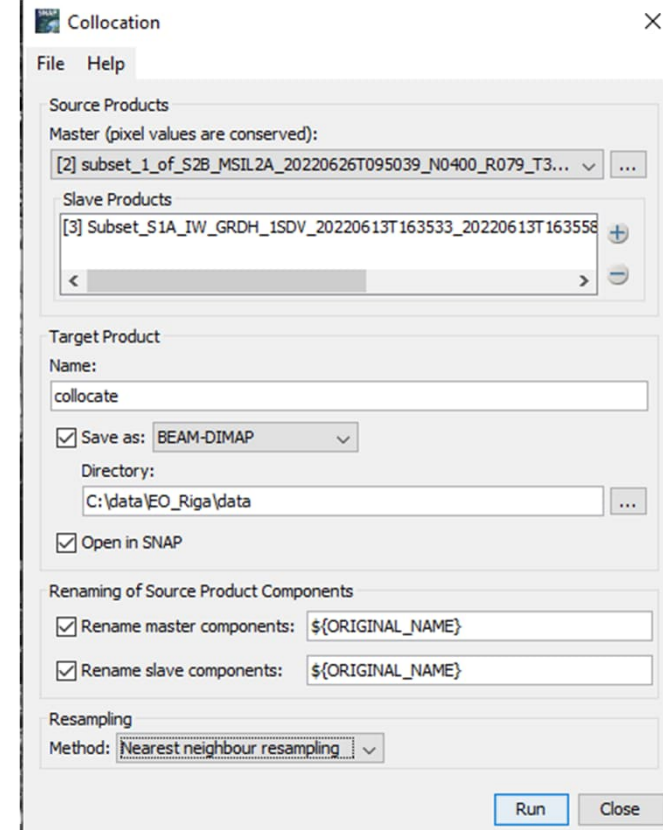 SNAP
Collocation
File Help
Source Products
Master (pixel values are conserved):
[2] subset_1_of_S2B_MSIL2A_20220626T095039_N0400_R079_T3... ...
Slave Products
[3] Subset_S1A_IW_GRDH_1SDV_20220613T163533_20220613T163558
Target Product
Name:
collocate
Save as: BEAM-DIMAP
Directory:
C:\data\EO_Riga\data ...
Open in SNAP
Renaming of Source Product Components
Rename master components: ${ORIGINAL_NAME}
Rename slave components: ${ORIGINAL_NAME}
Resampling
Method: Nearest neighbour resampling
Run Close